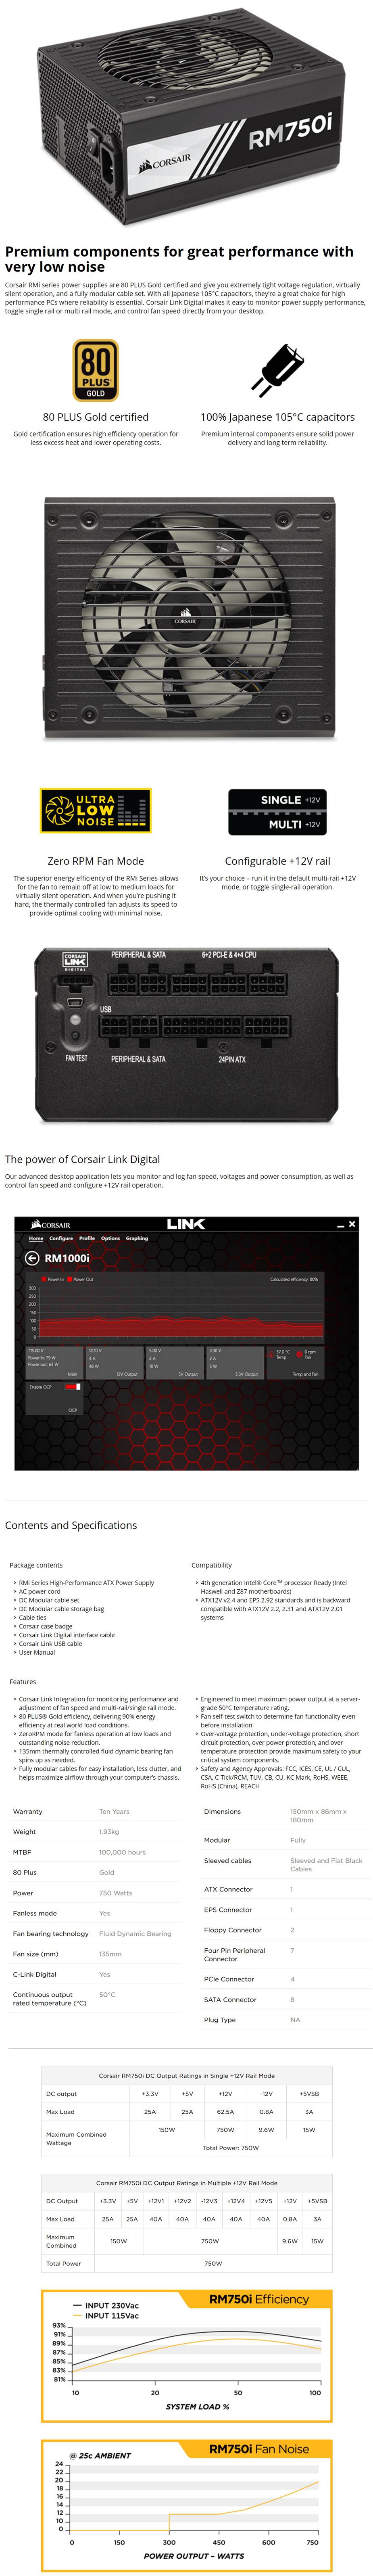 CORSAIR
RM750i
Premium components for great performance with
very low noise
Corsair RMi series power supplies are 80 PLUS Gold certified and give you extremely tight voltage regulation, virtually
silent operation, and a fully modular cable set. With all Japanese 105°C capacitors, they're a great choice for high
performance PCs where reliability is essential. Corsair Link Digital makes it easy to monitor power supply performance,
toggle single rail or multi rail mode, and control fan speed directly from your desktop.
80
PLUS
GOLD
80 PLUS Gold certified
Gold certification ensures high efficiency operation for
less excess heat and lower operating costs.
100% Japanese 105°C capacitors
Premium internal components ensure solid power
delivery and long term reliability.
CORSAIR
ULTRA
LOW
NOISE
SINGLE +12V
MULTI +12V
Zero RPM Fan Mode
The superior energy efficiency of the RMi Series allows
for the fan to remain off at low to medium loads for
virtually silent operation. And when you're pushing it
hard, the thermally controlled fan adjusts its speed to
provide optimal cooling with minimal noise.
Configurable +12V rail
It's your choice – run it in the default multi-rail +12V
mode, or toggle single-rail operation.
CORSAIR
LINK
DIGITAL
PERIPHERAL & SATA
6+2 PCI-E & 4+4 CPU
USB
FAN TEST
PERIPHERAL & SATA
24PIN ATX
The power of Corsair Link Digital
Our advanced desktop application lets you monitor and log fan speed, voltages and power consumption, as well as
control fan speed and configure +12V rail operation.
CORSAIR
LINK
Home Configure Profile Options Graphing
RM1000i
Power In Power Out
Calculated efficiency: 80%
300
250
200
150
100
50
0
115.00 V
Power in: 79 W
Power out: 63 W
Main
12.10 V
4 A
48 W
12V Output
5.00 V
2 A
10 W
5V Output
3.30 V
2 A
5 W
3.3V Output
37.0 °C
Temp
0 rpm
Fan
Temp and Fan
Enable OCP
OCP
Contents and Specifications
Package contents
RMi Series High-Performance ATX Power Supply
AC power cord
DC Modular cable set
DC Modular cable storage bag
Cable ties
Corsair case badge
Corsair Link Digital interface cable
Corsair Link USB cable
User Manual
Compatibility
4th generation Intel® Core™ processor Ready (Intel
Haswell and Z87 motherboards)
ATX12V v2.4 and EPS 2.92 standards and is backward
compatible with ATX12V 2.2, 2.31 and ATX12V 2.01
systems
Features
Corsair Link Integration for monitoring performance and
adjustment of fan speed and multi-rail/single rail mode.
80 PLUS® Gold efficiency, delivering 90% energy
efficiency at real world load conditions.
ZeroRPM mode for fanless operation at low loads and
outstanding noise reduction.
135mm thermally controlled fluid dynamic bearing fan
spins up as needed.
Fully modular cables for easy installation, less clutter, and
helps maximize airflow through your computer's chassis.
Engineered to meet maximum power output at a server-
grade 50°C temperature rating.
Fan self-test switch to determine fan functionality even
before installation.
Over-voltage protection, under-voltage protection, short
circuit protection, over power protection, and over
temperature protection provide maximum safety to your
critical system components.
Safety and Agency Approvals: FCC, ICES, CE, UL / CUL,
CSA, C-Tick/RCM, TUV, CB, CU, KC Mark, RoHS, WEEE,
RoHS (China), REACH
Warranty Ten Years
Weight 1.93kg
MTBF 100,000 hours
80 Plus Gold
Power 750 Watts
Fanless mode Yes
Fan bearing technology Fluid Dynamic Bearing
Fan size (mm) 135mm
C-Link Digital Yes
Continuous output
rated temperature (°C) 50°C
Dimensions 150mm x 86mm x
180mm
Modular Fully
Sleeved cables Sleeved and Flat Black
Cables
ATX Connector 1
EPS Connector 1
Floppy Connector 2
Four Pin Peripheral
Connector 7
PCIe Connector 4
SATA Connector 8
Plug Type NA
Corsair RM750i DC Output Ratings in Single +12V Rail Mode
DC output +3.3V +5V +12V -12V +5VSB
Max Load 25A 25A 62.5A 0.8A 3A
Maximum Combined
Wattage
150W 750W 9.6W 15W
Total Power: 750W
Corsair RM750i DC Output Ratings in Multiple +12V Rail Mode
DC Output +3.3V +5V +12V1 +12V2 -12V3 +12V4 +12V5 +12V +5VSB
Max Load 25A 25A 40A 40A 40A 40A 40A 0.8A 3A
Maximum
Combined
150W 750W 9.6W 15W
Total Power 750W
RM750i Efficiency
INPUT 230Vac
INPUT 115Vac
93%
91%
89%
87%
85%
83%
81%
10 20 50 100
SYSTEM LOAD %
RM750i Fan Noise
@ 25c AMBIENT
24
22
20
18
16
14
12
10
0
0 150 300 450 600 750
POWER OUTPUT – WATTS